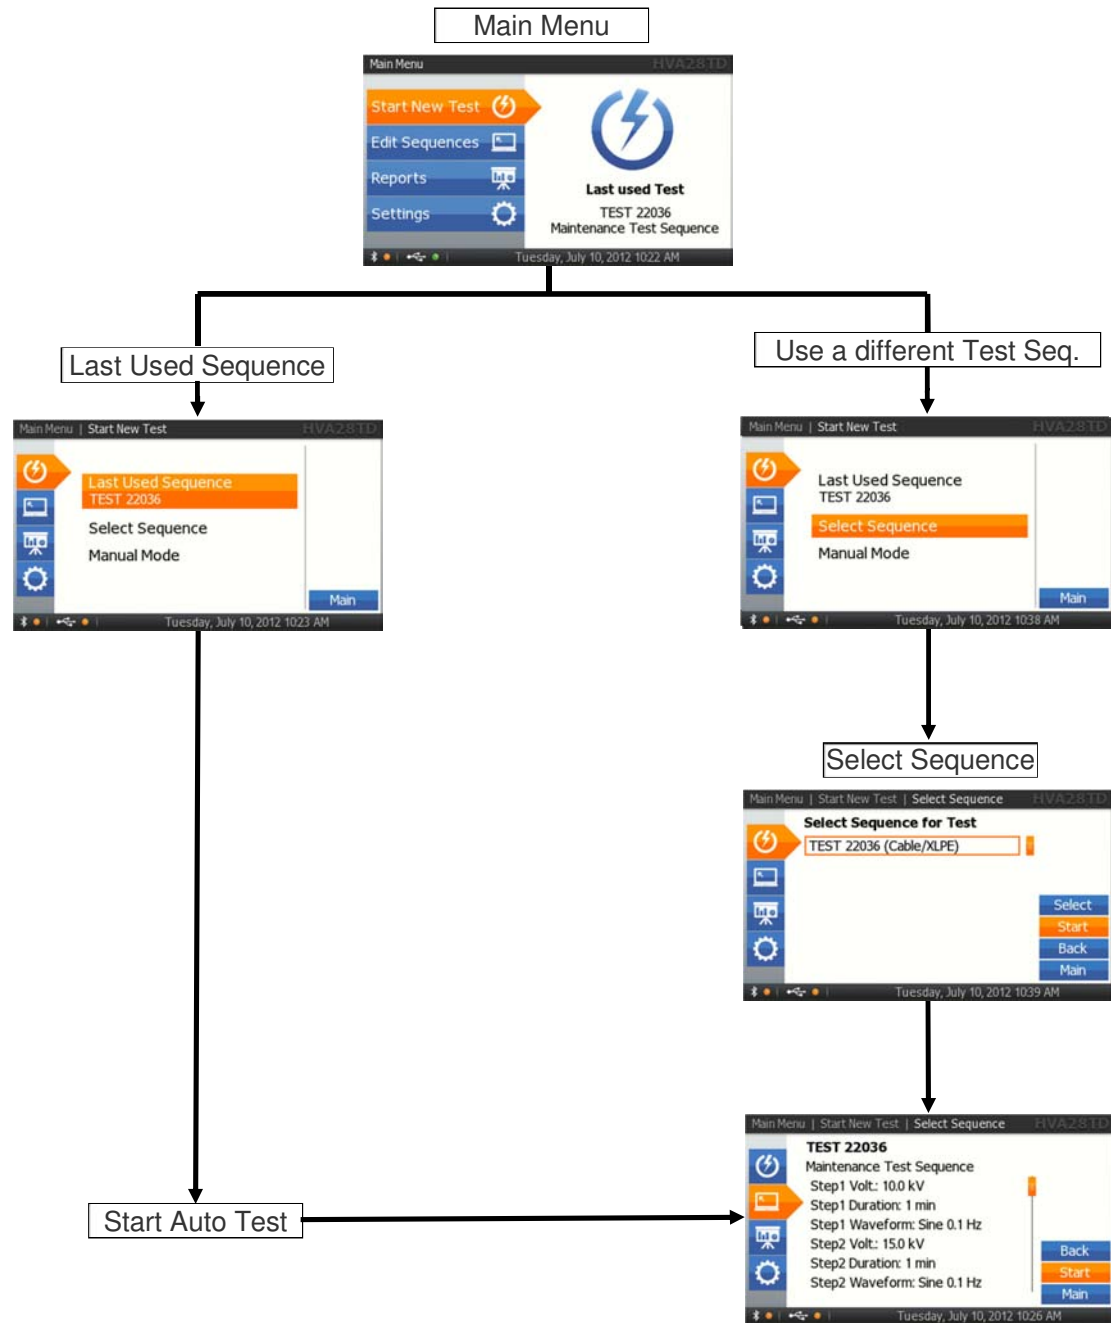 Main Menu
Main Menu HVA28TD
Start New Test
Edit Sequences
Reports
Settings
Last used Test
TEST 22036
Maintenance Test Sequence
Tuesday, July 10, 2012 10:22 AM
Last Used Sequence
Use a different Test Seq.
Main Menu | Start New Test HVA28TD
Last Used Sequence
TEST 22036
Select Sequence
Manual Mode
Main
Tuesday, July 10, 2012 10:23 AM
Main Menu | Start New Test HVA28TD
Last Used Sequence
TEST 22036
Select Sequence
Manual Mode
Main
Tuesday, July 10, 2012 10:38 AM
Select Sequence
Main Menu | Start New Test | Select Sequence HVA28TD
Select Sequence for Test
TEST 22036 (Cable/XLPE)
Select
Start
Back
Main
Tuesday, July 10, 2012 10:39 AM
Start Auto Test
Main Menu | Start New Test | Select Sequence HVA28TD
TEST 22036
Maintenance Test Sequence
Step1 Volt.: 10.0 kV
Step1 Duration: 1 min
Step1 Waveform: Sine 0.1 Hz
Step2 Volt.: 15.0 kV
Step2 Duration: 1 min
Step2 Waveform: Sine 0.1 Hz
Back
Start
Main
Tuesday, July 10, 2012 10:26 AM